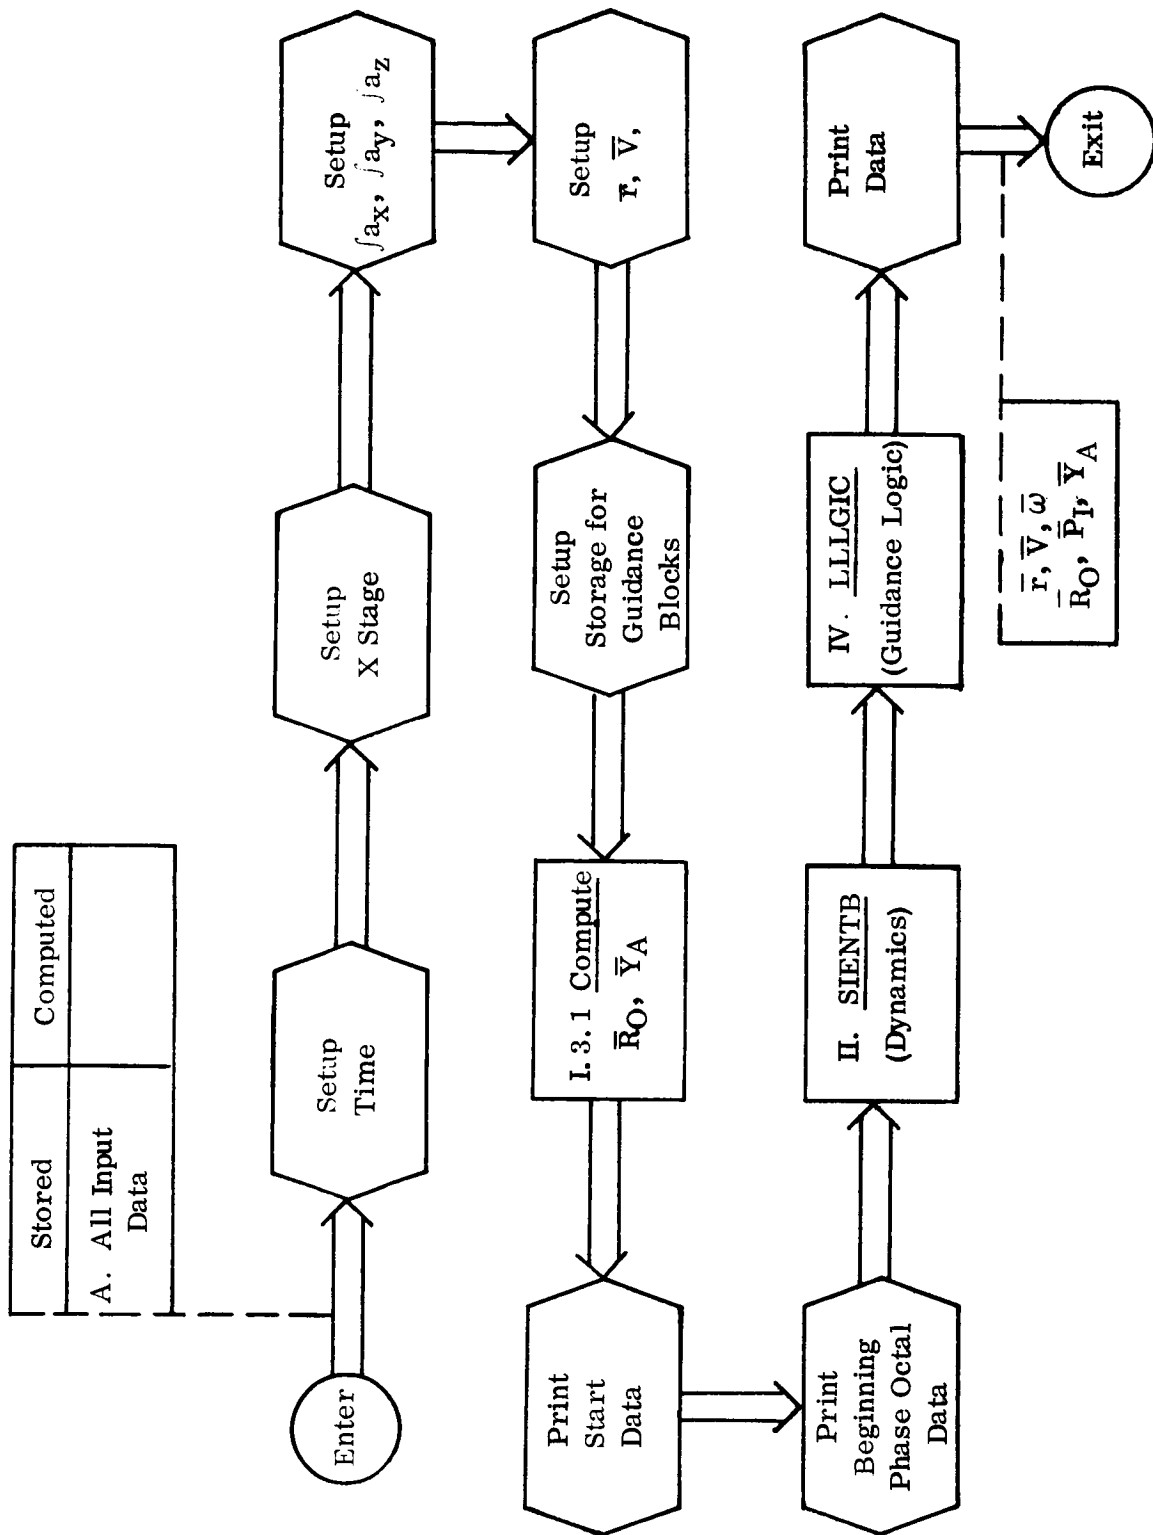 Stored
Computed
A. All Input
Data
Enter
Setup
Time
Setup
X Stage
Setup
∫ax, ∫ay, ∫az
Setup
r̅, V̅,
Setup
Storage for
Guidance
Blocks
I.3.1 Compute
R̅O, Y̅A
Print
Start
Data
Print
Beginning
Phase Octal
Data
II. SIENTB
(Dynamics)
IV. LLLGIC
(Guidance Logic)
Print
Data
r̅, V̅, ω̅
R̅O, P̅I, Y̅A
Exit